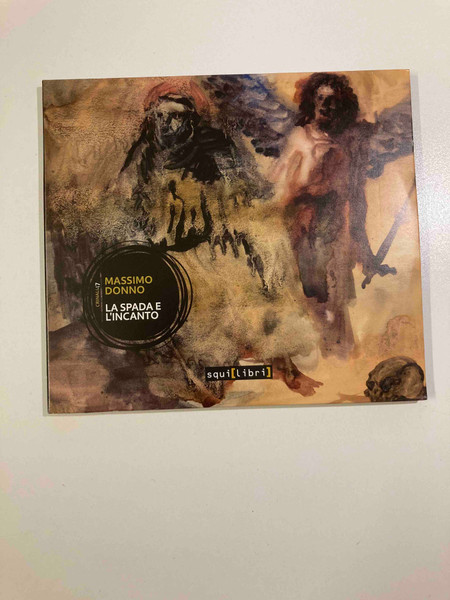 MASSIMO
DONNO
LA SPADA E
L'INCANTO
squi[libri]